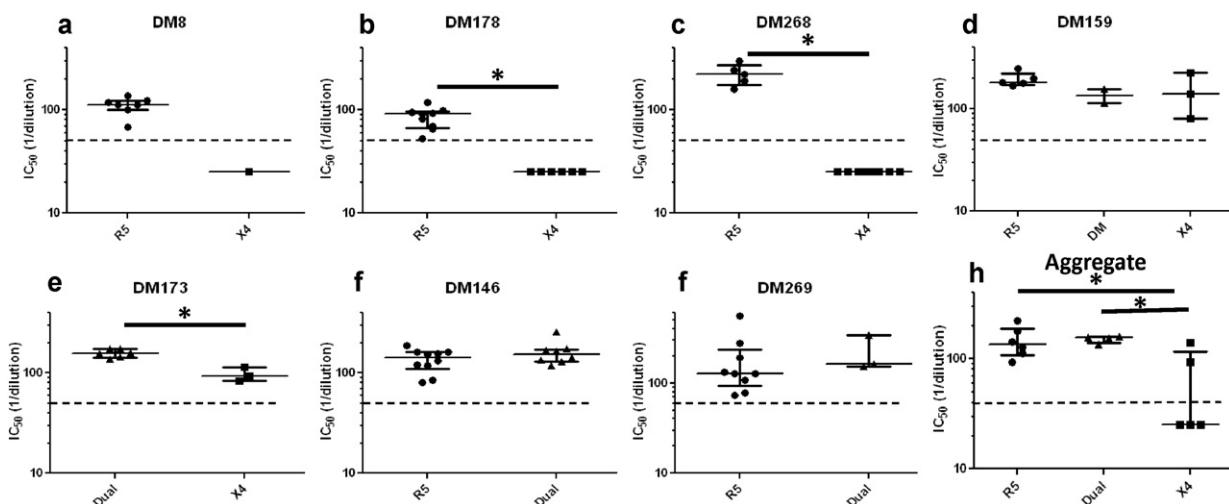 a DM8
IC50 (1/dilution)
100
10
R5 X4
b DM178
*
IC50 (1/dilution)
100
10
R5 X4
c DM268
*
IC50 (1/dilution)
100
10
R5 X4
d DM159
IC50 (1/dilution)
100
10
R5 DM X4
e DM173
*
IC50 (1/dilution)
100
10
Dual X4
f DM146
IC50 (1/dilution)
100
10
R5 Dual
f DM269
IC50 (1/dilution)
100
10
R5 Dual
h Aggregate
*
*
IC50 (1/dilution)
100
10
R5 Dual X4